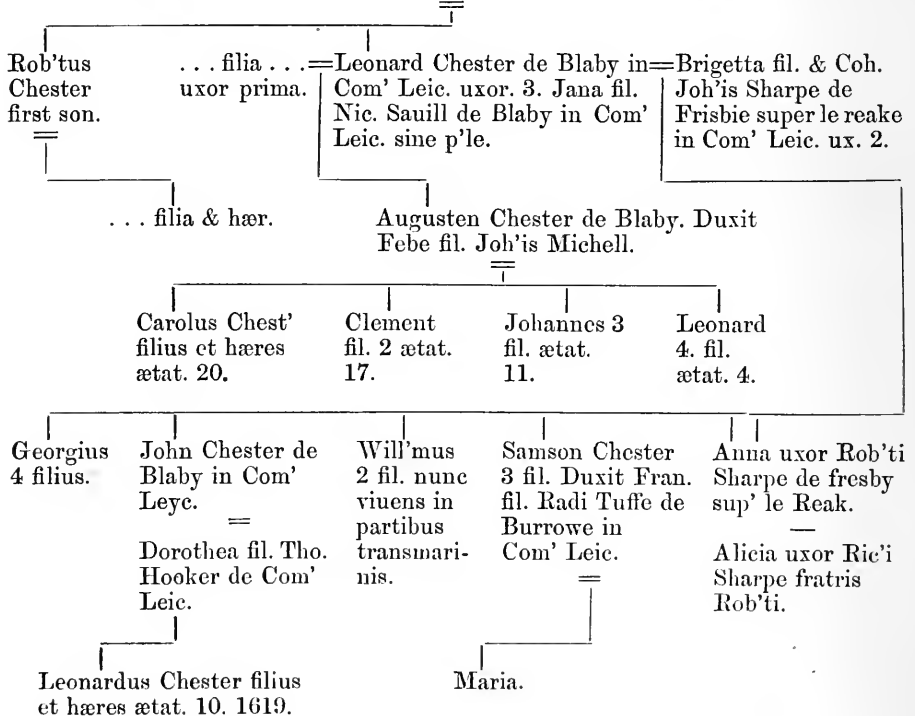 Rob'tus
Chester
first son.
. . . filia . . .
uxor prima.
=Leonard Chester de Blaby in=
Com' Leic. uxor. 3. Jana fil.
Nic. Sauill de Blaby in Com'
Leic. sine p'le.
Brigetta fil. & Coh.
Joh'is Sharpe de
Frisbie super le reake
in Com' Leic. ux. 2.
. . . filia & hær.
Augusten Chester de Blaby. Duxit
Febe fil. Joh'is Michell.
Carolus Chest'
filius et hæres
ætat. 20.
Clement
fil. 2 ætat.
17.
Johannes 3
fil. ætat.
11.
Leonard
4. fil.
ætat. 4.
Georgius
4 filius.
John Chester de
Blaby in Com'
Leyc.
=
Dorothea fil. Tho.
Hooker de Com'
Leic.
Will'mus
2 fil. nunc
viuens in
partibus
transmari-
nis.
Samson Chester
3 fil. Duxit Fran.
fil. Radi Tuffe de
Burrowe in
Com' Leic.
Anna uxor Rob'ti
Sharpe de fresby
sup' le Reak.
—
Alicia uxor Ric'i
Sharpe fratris
Rob'ti.
Leonardus Chester filius
et hæres ætat. 10. 1619.
Maria.